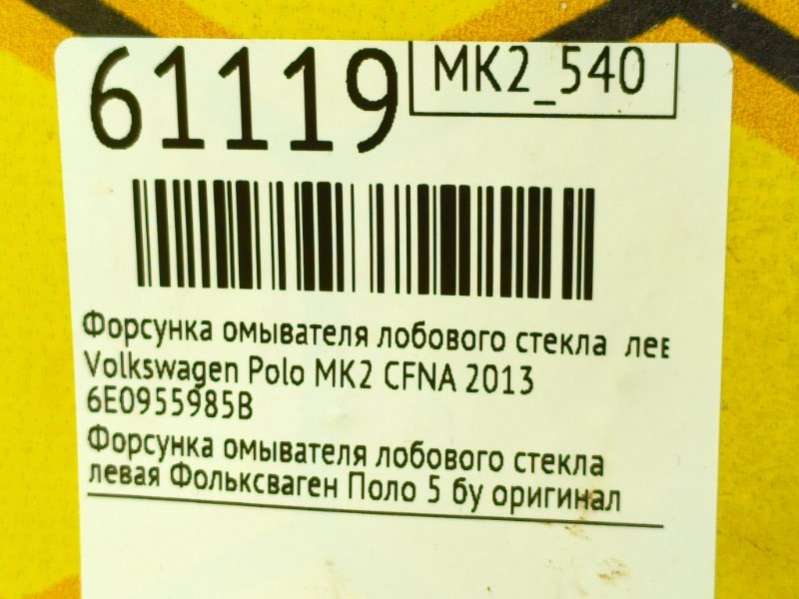 61119
MK2_540
Форсунка омывателя лобового стекла лев
Volkswagen Polo MK2 CFNA 2013
6E0955985B
Форсунка омывателя лобового стекла
левая Фольксваген Поло 5 бу оригинал